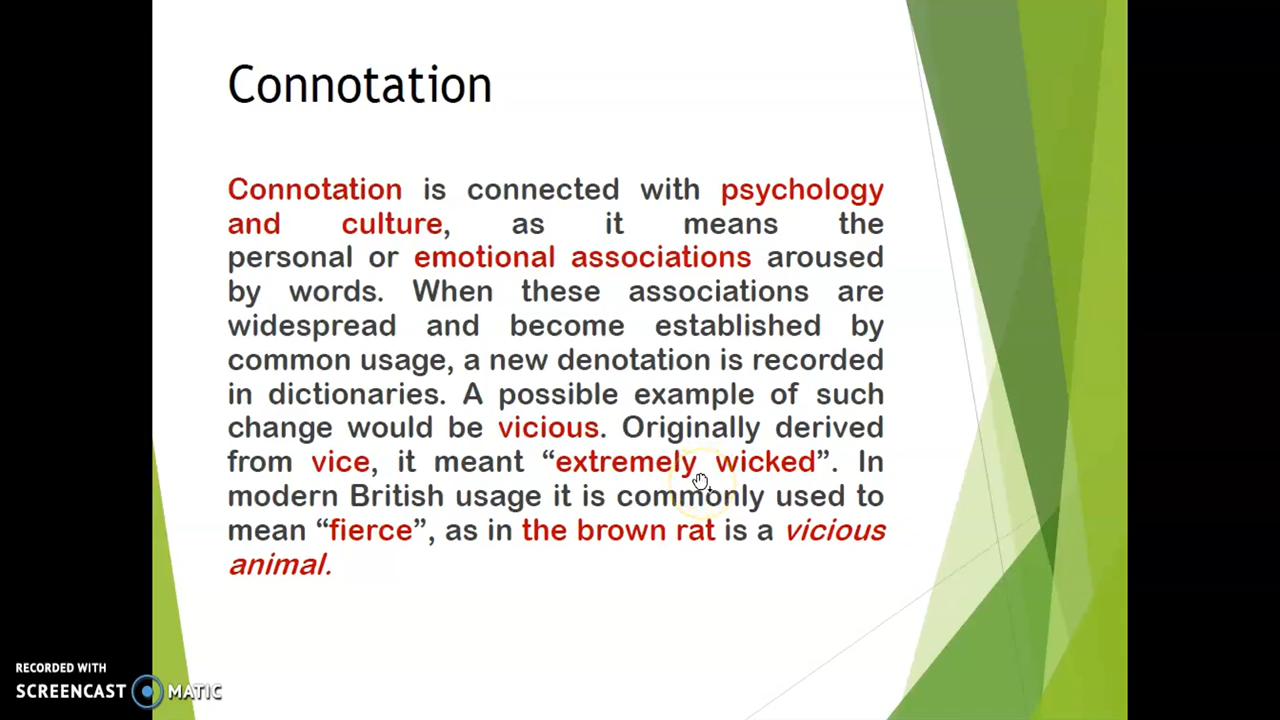 Connotation
Connotation is connected with psychology
and culture, as it means the
personal or emotional associations aroused
by words. When these associations are
widespread and become established by
common usage, a new denotation is recorded
in dictionaries. A possible example of such
change would be vicious. Originally derived
from vice, it meant “extremely wicked”. In
modern British usage it is commonly used to
mean “fierce”, as in the brown rat is a vicious
animal.
RECORDED WITH
SCREENCAST MATIC